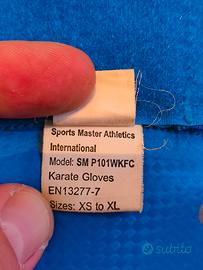 Sports Master Athletics
International
Model: SM P101WKFC
Karate Gloves
EN13277-7
Sizes: XS to XL
subito